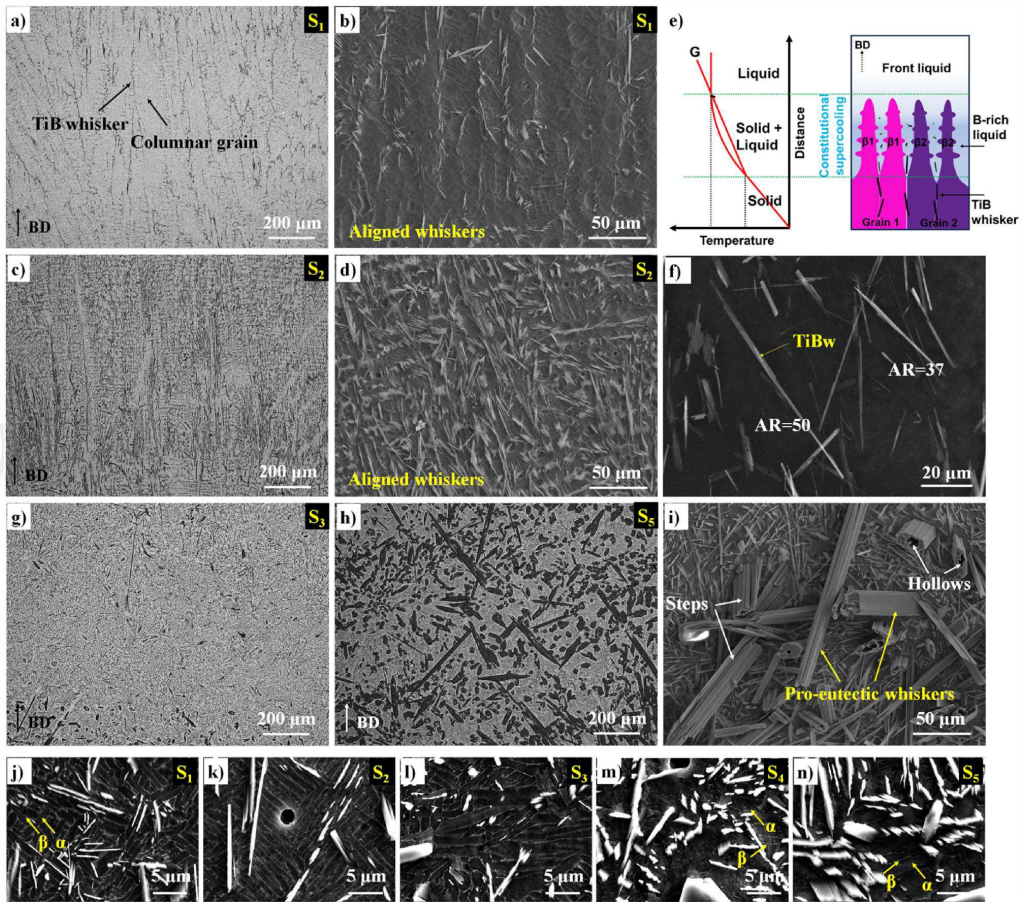 a)
S1
TiB whisker
Columnar grain
BD
200 μm
b)
S1
Aligned whiskers
50 μm
e)
G
Liquid
Solid +
Liquid
Solid
Temperature
Distance
Constitutional
supercooling
BD
Front liquid
β1
β1
β2
β2
B-rich
liquid
TiB
whisker
Grain 1
Grain 2
c)
S2
BD
200 μm
d)
S2
Aligned whiskers
50 μm
f)
TiBw
AR=37
AR=50
20 μm
g)
S3
BD
200 μm
h)
S5
BD
200 μm
i)
Hollows
Steps
Pro-eutectic whiskers
50 μm
j)
S1
β
α
5 μm
k)
S2
5 μm
l)
S3
5 μm
m)
S4
α
β
5 μm
n)
S5
β
α
5 μm